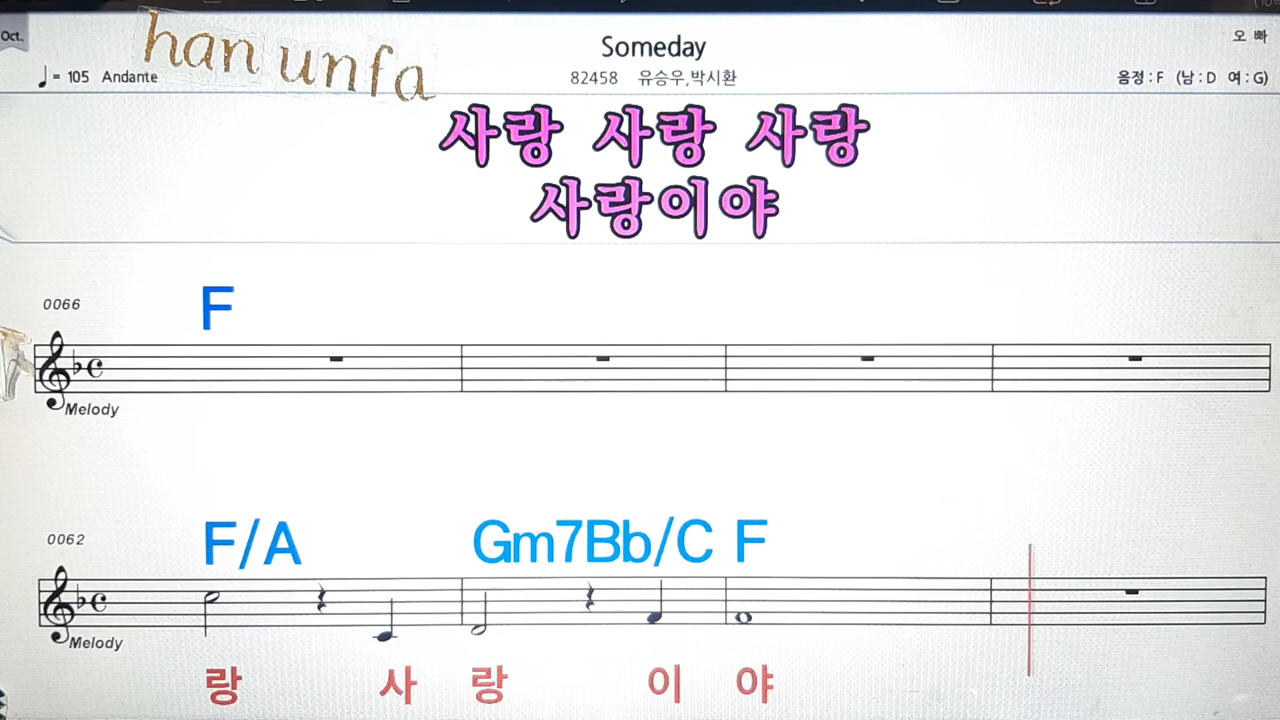 Oct.
han unfa
Someday
오 빠
♩= 105 Andante
82458 유승우,박시환
음정 : F (남 : D 여 : G)
사랑 사랑 사랑
사랑이야
0066
F
Melody
0062
F/A Gm7Bb/C F
Melody
랑 사 랑 이 야